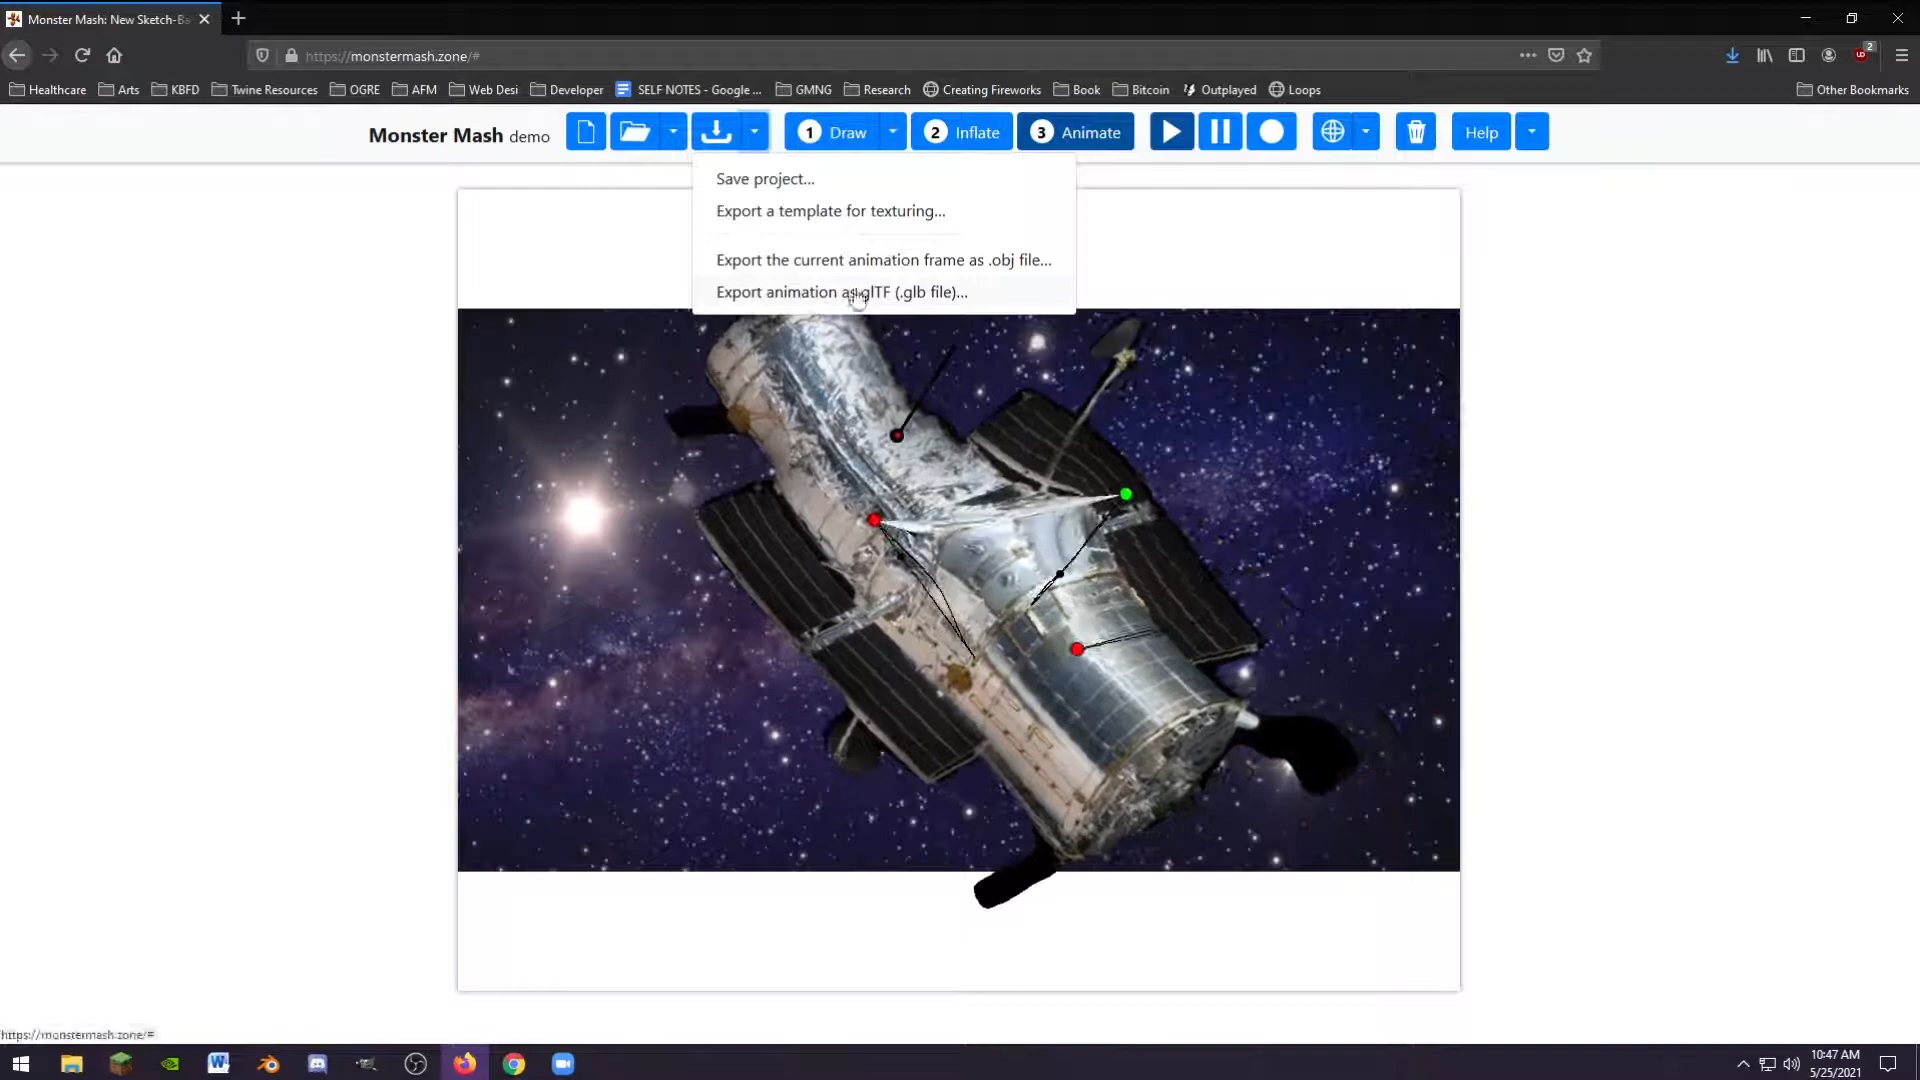 Monster Mash: New Sketch-Ba
https://monstermash.zone/#
2
Healthcare Arts KBFD Twine Resources OGRE AFM Web Desi Developer SELF NOTES - Google ... GMNG Research Creating Fireworks Book Bitcoin Outplayed Loops Other Bookmarks
Monster Mash demo 1 Draw 2 Inflate 3 Animate Help
Save project...
Export a template for texturing...
Export the current animation frame as .obj file...
Export animation as glTF (.glb file)...
https://monstermash.zone/#
10:47 AM
5/25/2021